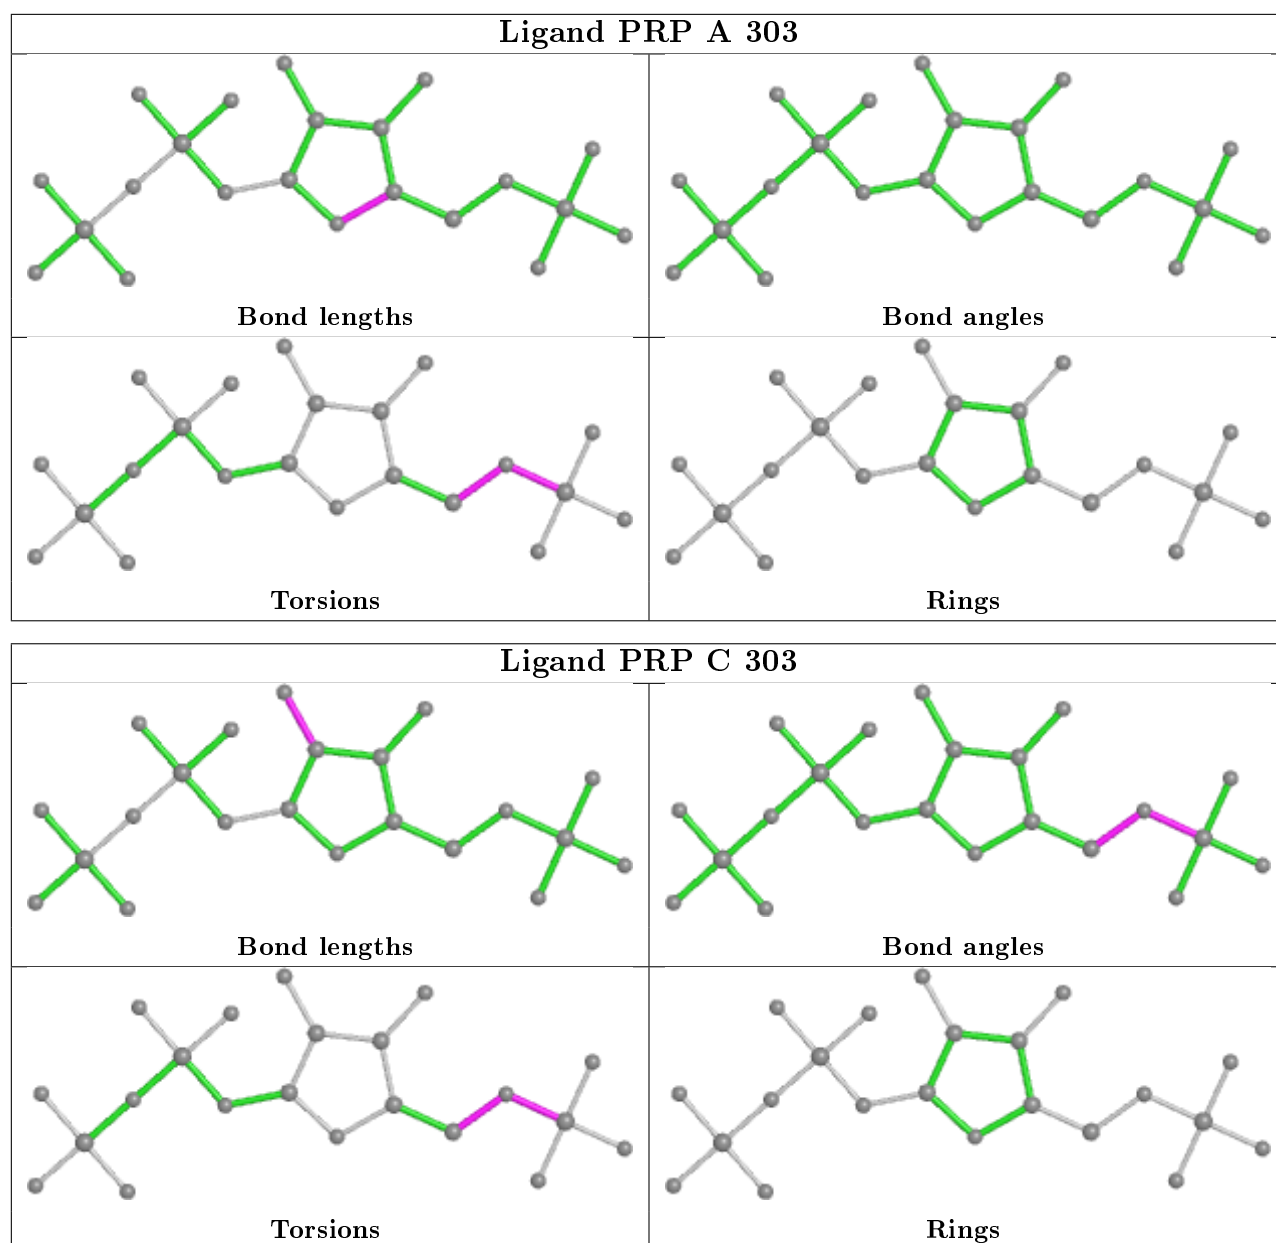 Ligand PRP A 303
Bond lengths
Bond angles
Torsions
Rings
Ligand PRP C 303
Bond lengths
Bond angles
Torsions
Rings